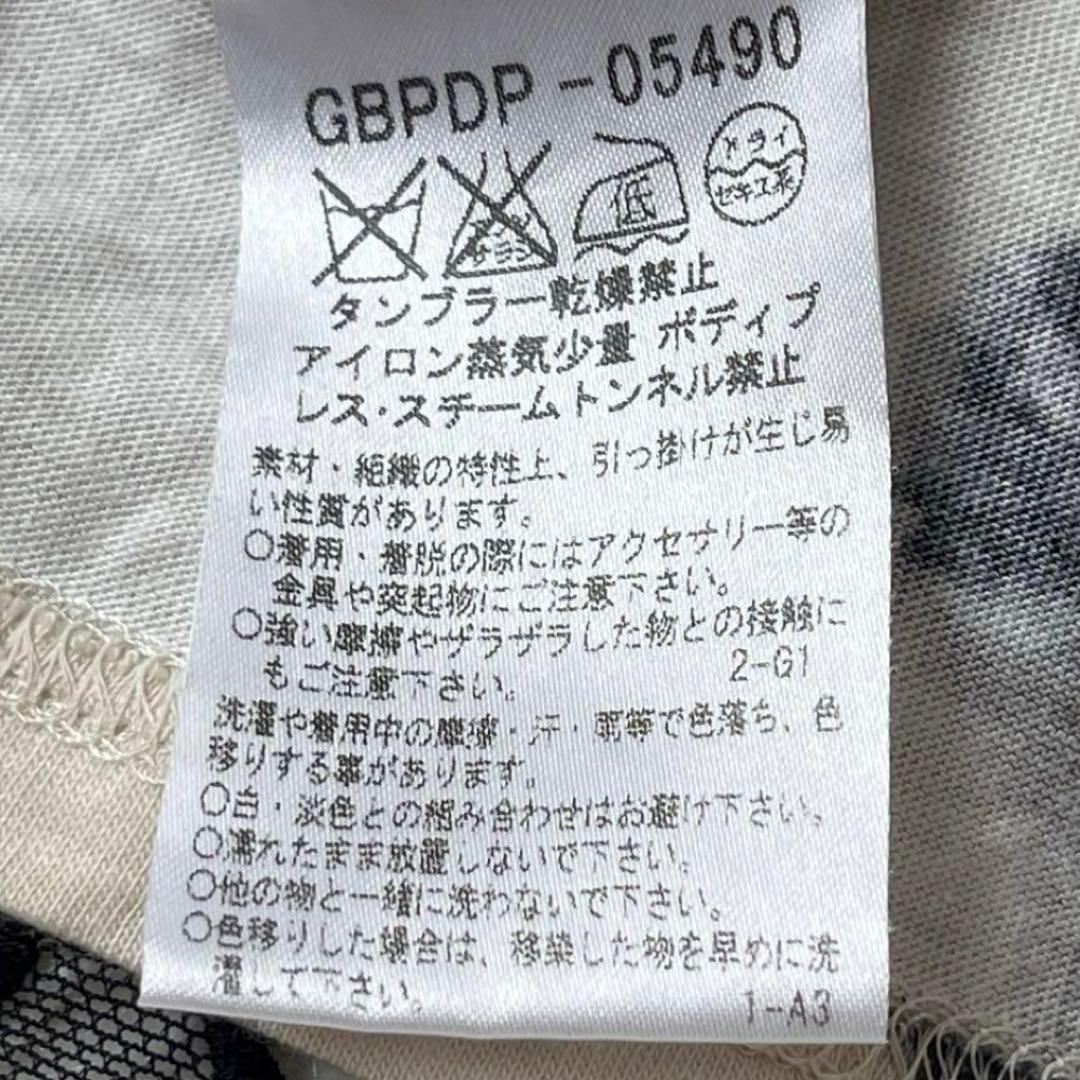 GBPDP-05490
低
ドライ
セキユ系
タンブラー乾燥禁止
アイロン蒸気少量 ボディプ
レス・スチームトンネル禁止
素材・組織の特性上、引っ掛けが生じ易
い性質があります。
○着用・着脱の際にはアクセサリー等の
金具や突起物にご注意下さい。
○強い摩擦やザラザラした物との接触に
もご注意下さい。
2-G1
洗濯や着用中の摩擦・汗・雨等で色落ち、色
移りする事があります。
○白・淡色との組み合わせはお避け下さい。
○濡れたまま放置しないで下さい。
○他の物と一緒に洗わないで下さい。
○色移りした場合は、移染した物を早めに洗
濯して下さい。
1-A3